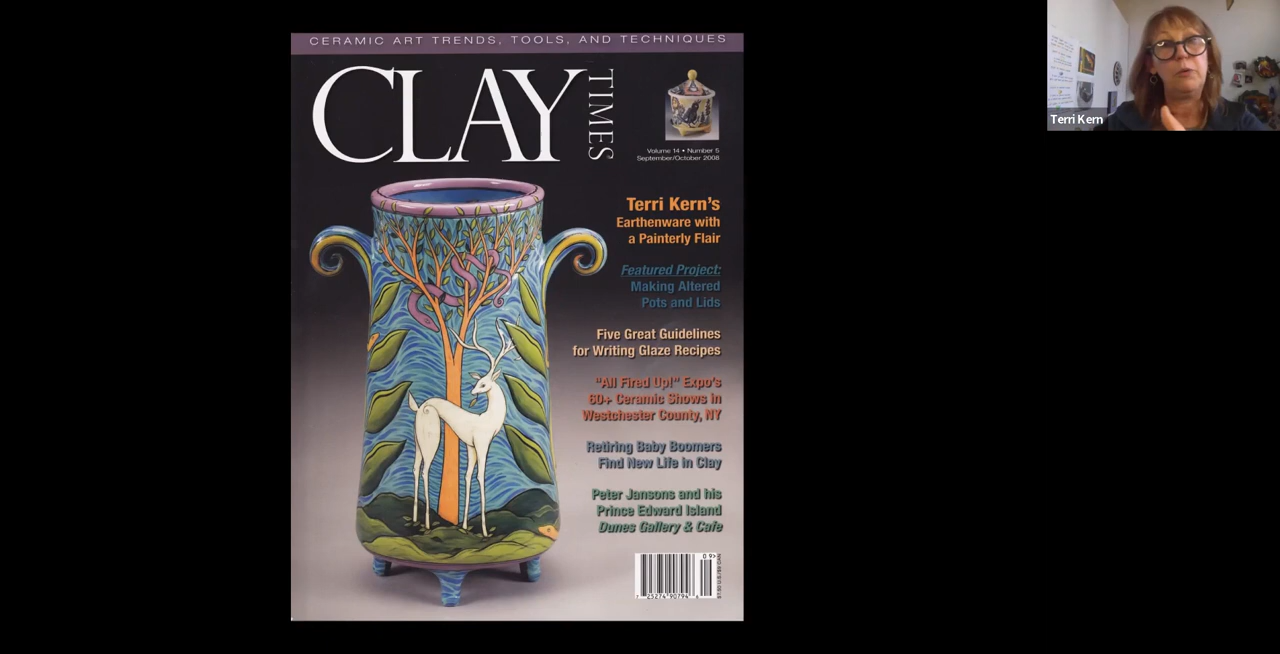 CERAMIC ART TRENDS, TOOLS, AND TECHNIQUES
CLAY
TIMES
Volume 14 • Number 5
September/October 2008
Terri Kern's
Earthenware with
a Painterly Flair
Featured Project:
Making Altered
Pots and Lids
Five Great Guidelines
for Writing Glaze Recipes
"All Fired Up!" Expo's
60+ Ceramic Shows in
Westchester County, NY
Retiring Baby Boomers
Find New Life in Clay
Peter Jansons and his
Prince Edward Island
Dunes Gallery & Cafe
09>
Terri Kern